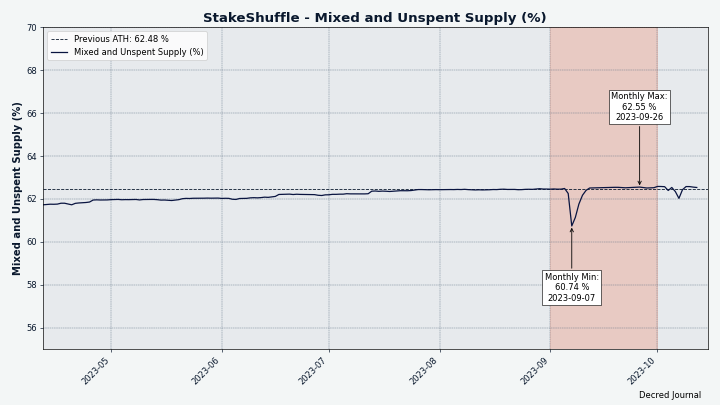 StakeShuffle - Mixed and Unspent Supply (%)
Previous ATH: 62.48 %
Mixed and Unspent Supply (%)
Mixed and Unspent Supply (%)
70
68
66
64
62
60
58
56
Monthly Max:
62.55 %
2023-09-26
Monthly Min:
60.74 %
2023-09-07
2023-05
2023-06
2023-07
2023-08
2023-09
2023-10
Decred Journal